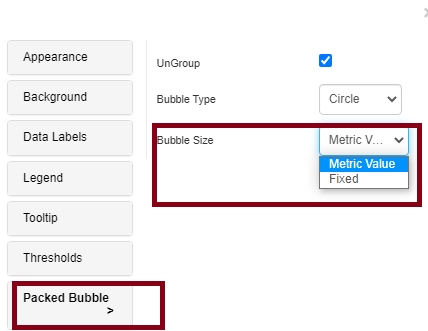 Appearance
Background
Data Labels
Legend
Tooltip
Thresholds
Packed Bubble
>
UnGroup
Bubble Type
Circle
Bubble Size
Metric V...
Metric Value
Fixed